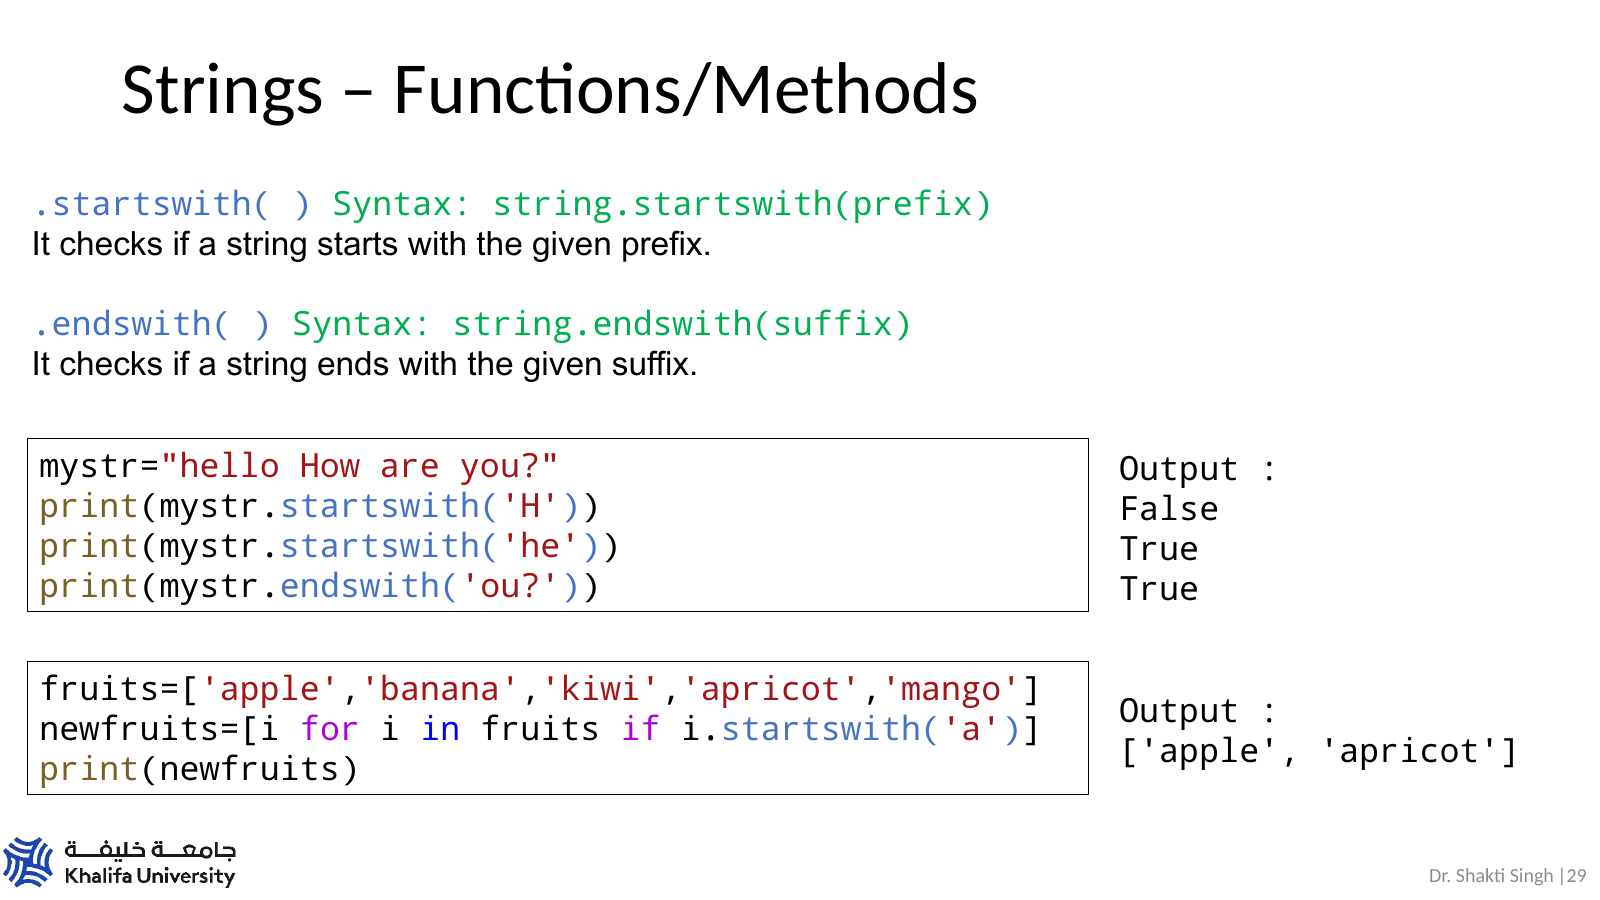 Strings – Functions/Methods
.startswith( ) Syntax: string.startswith(prefix)
It checks if a string starts with the given prefix.
.endswith( ) Syntax: string.endswith(suffix)
It checks if a string ends with the given suffix.
mystr="hello How are you?"
print(mystr.startswith('H'))
print(mystr.startswith('he'))
print(mystr.endswith('ou?'))
Output :
False
True
True
fruits=['apple','banana','kiwi','apricot','mango']
newfruits=[i for i in fruits if i.startswith('a')]
print(newfruits)
Output :
['apple', 'apricot']
جامعة خليفة
Khalifa University
Dr. Shakti Singh |29